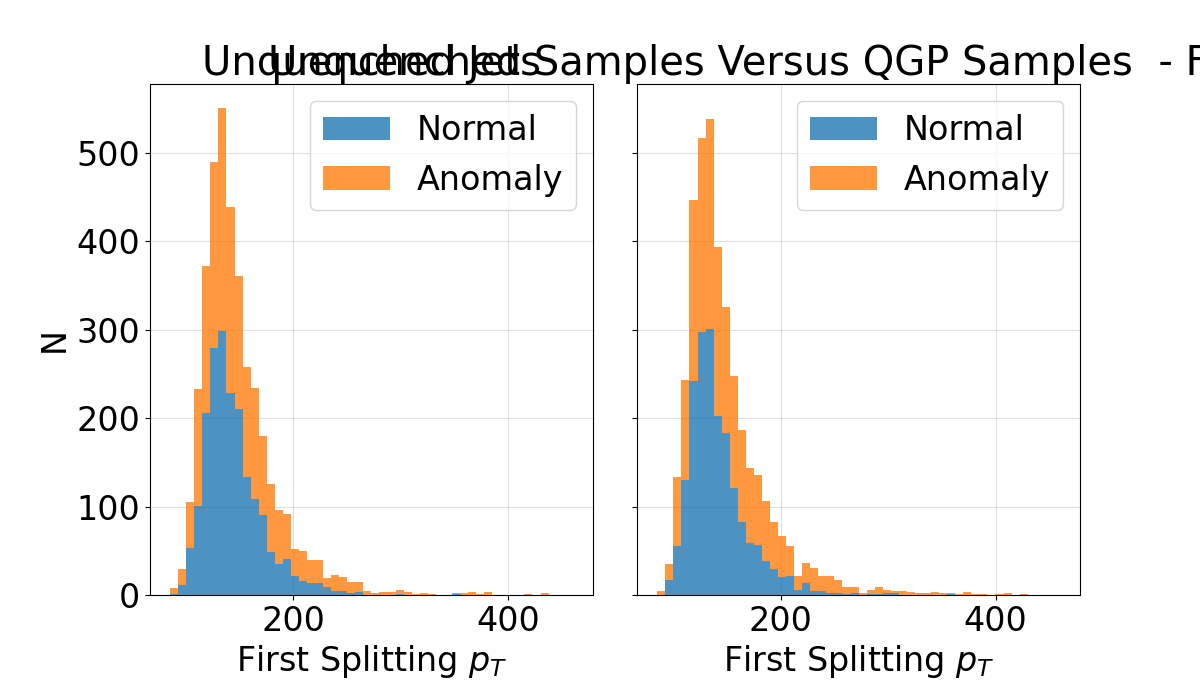 Unquenched Jets
Unquenched Jet Samples Versus QGP Samples - F
Normal
Anomaly
Normal
Anomaly
500
400
300
200
100
0
N
200
400
200
400
First Splitting p_T
First Splitting p_T